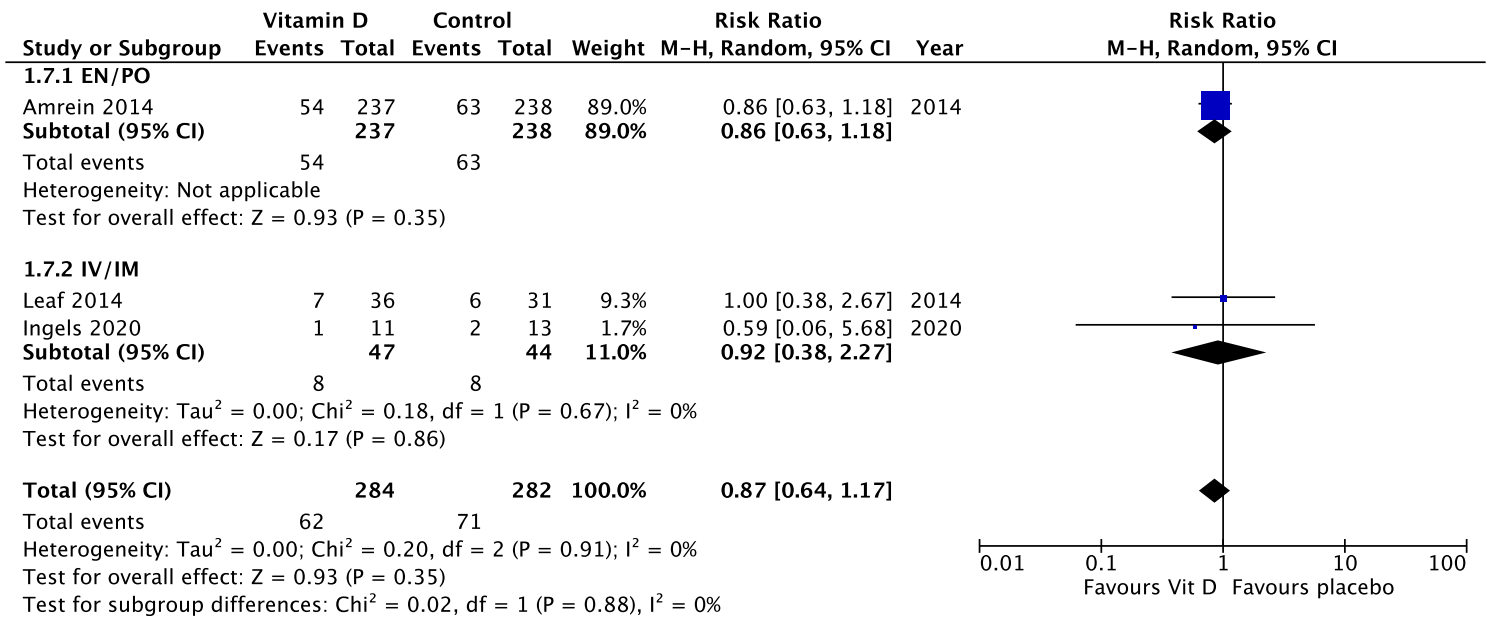 Vitamin D Control Risk Ratio Risk Ratio
Study or Subgroup Events Total Events Total Weight M-H, Random, 95% CI Year M-H, Random, 95% CI
1.7.1 EN/PO
Amrein 2014 54 237 63 238 89.0% 0.86 [0.63, 1.18] 2014
Subtotal (95% CI) 237 238 89.0% 0.86 [0.63, 1.18]
Total events 54 63
Heterogeneity: Not applicable
Test for overall effect: Z = 0.93 (P = 0.35)
1.7.2 IV/IM
Leaf 2014 7 36 6 31 9.3% 1.00 [0.38, 2.67] 2014
Ingels 2020 1 11 2 13 1.7% 0.59 [0.06, 5.68] 2020
Subtotal (95% CI) 47 44 11.0% 0.92 [0.38, 2.27]
Total events 8 8
Heterogeneity: Tau² = 0.00; Chi² = 0.18, df = 1 (P = 0.67); I² = 0%
Test for overall effect: Z = 0.17 (P = 0.86)
Total (95% CI) 284 282 100.0% 0.87 [0.64, 1.17]
Total events 62 71
Heterogeneity: Tau² = 0.00; Chi² = 0.20, df = 2 (P = 0.91); I² = 0%
Test for overall effect: Z = 0.93 (P = 0.35)
Test for subgroup differences: Chi² = 0.02, df = 1 (P = 0.88), I² = 0%
0.01 0.1 1 10 100
Favours Vit D Favours placebo